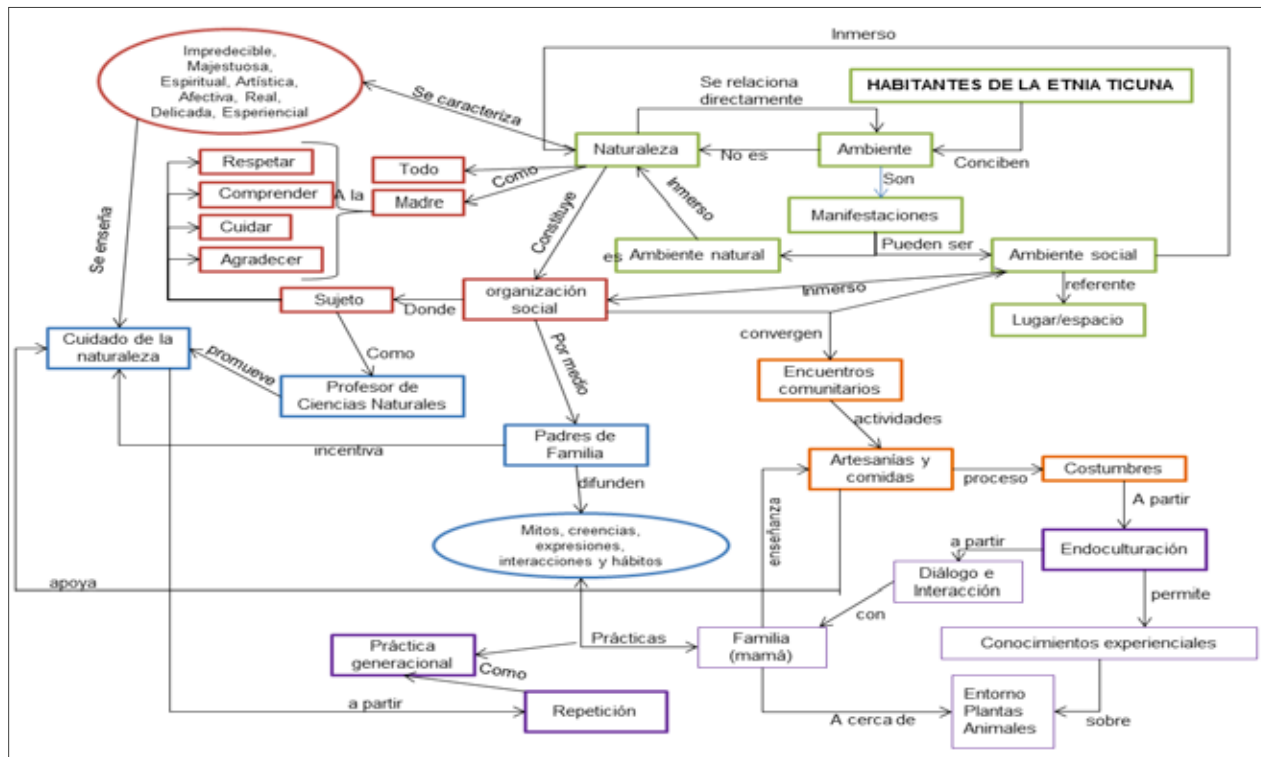 Inmerso
Impredecible,
Majestuosa,
Espiritual, Artística,
Afectiva, Real,
Delicada, Esperiencial
Se relaciona
directamente
HABITANTES DE LA ETNIA TICUNA
Se caracteriza
Naturaleza
No es
Ambiente
Conciben
Respetar
Comprender
Cuidar
Agradecer
A la
Todo
Madre
Como
Son
Manifestaciones
Inmerso
Constituye
Pueden ser
es
Ambiente natural
Ambiente social
Se enseña
Sujeto
Donde
organización
social
Inmerso
referente
Lugar/espacio
convergen
Cuidado de la
naturaleza
promueve
Como
Profesor de
Ciencias Naturales
Por medio
Encuentros
comunitarios
actividades
incentiva
Padres de
Familia
difunden
Artesanías y
comidas
proceso
Costumbres
A partir
enseñanza
Mitos, creencias,
expresiones,
interacciones y hábitos
a partir
Endoculturación
Diálogo e
Interacción
apoya
con
permite
Práctica
generacional
Prácticas
Familia
(mamá)
Conocimientos experienciales
Como
a partir
Repetición
A cerca de
Entorno
Plantas
Animales
sobre